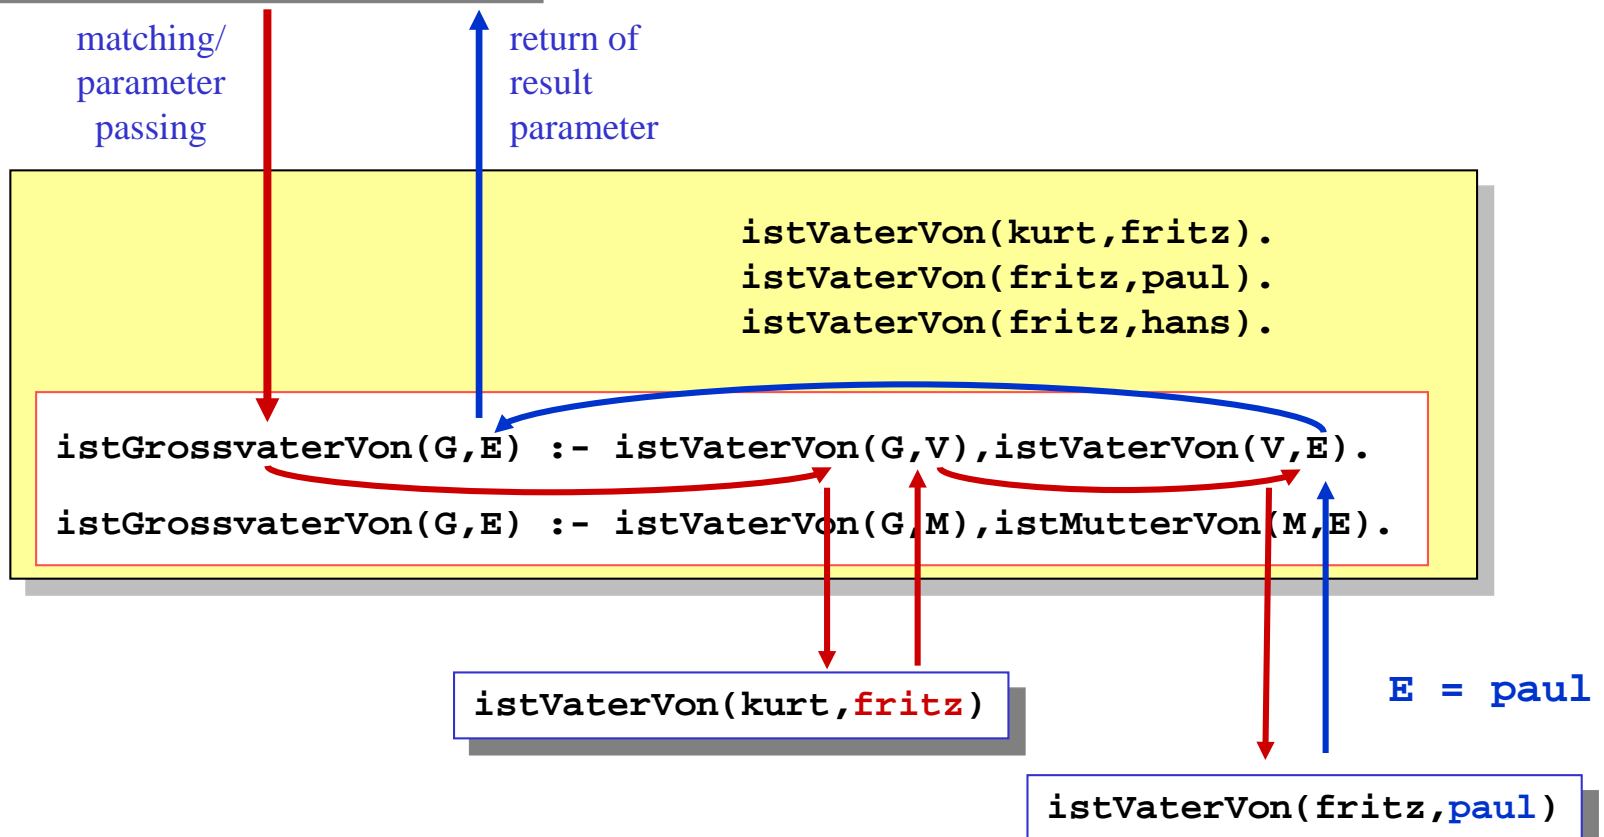 matching/
parameter
passing
return of
result
parameter
istVaterVon(kurt,fritz).
istVaterVon(fritz,paul).
istVaterVon(fritz,hans).
istGrossvaterVon(G,E) :- istVaterVon(G,V),istVaterVon(V,E).
istGrossvaterVon(G,E) :- istVaterVon(G,M),istMutterVon(M,E).
istVaterVon(kurt,fritz)
E = paul
istVaterVon(fritz,paul)